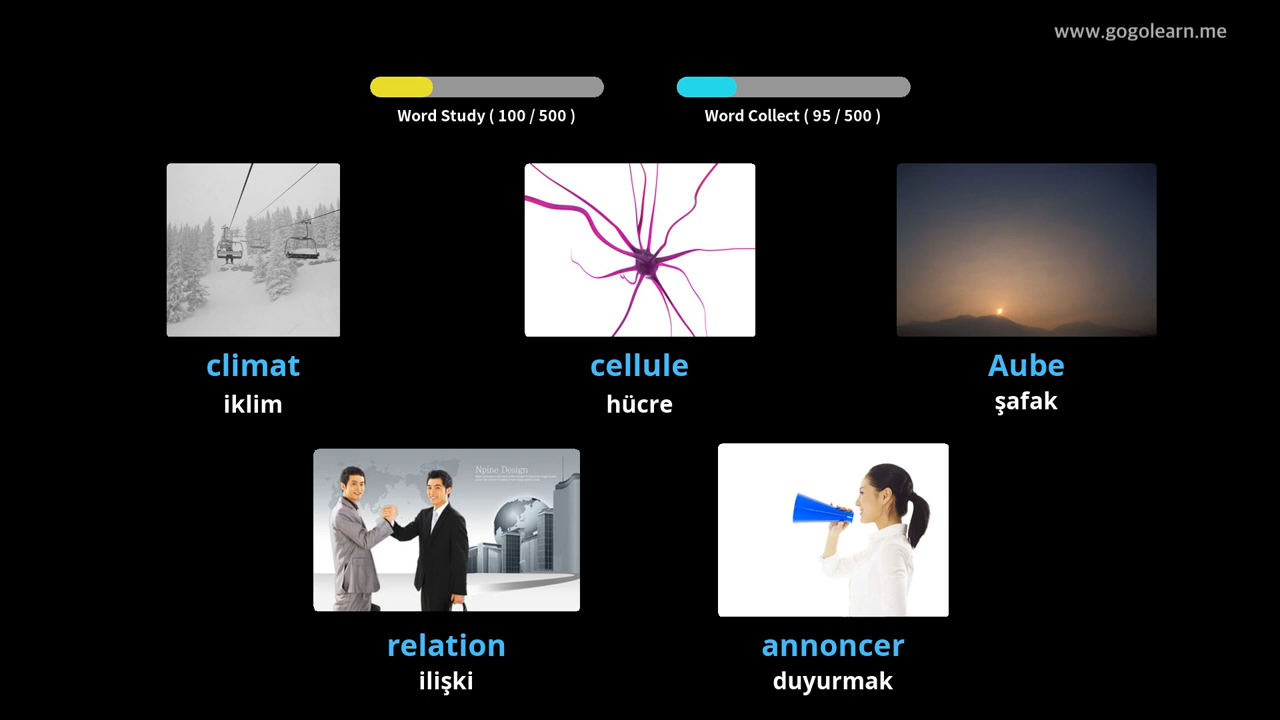 www.gogolearn.me
Word Study ( 100 / 500 )
Word Collect ( 95 / 500 )
climat
iklim
cellule
hücre
Aube
şafak
Npine Design
relation
ilişki
annoncer
duyurmak